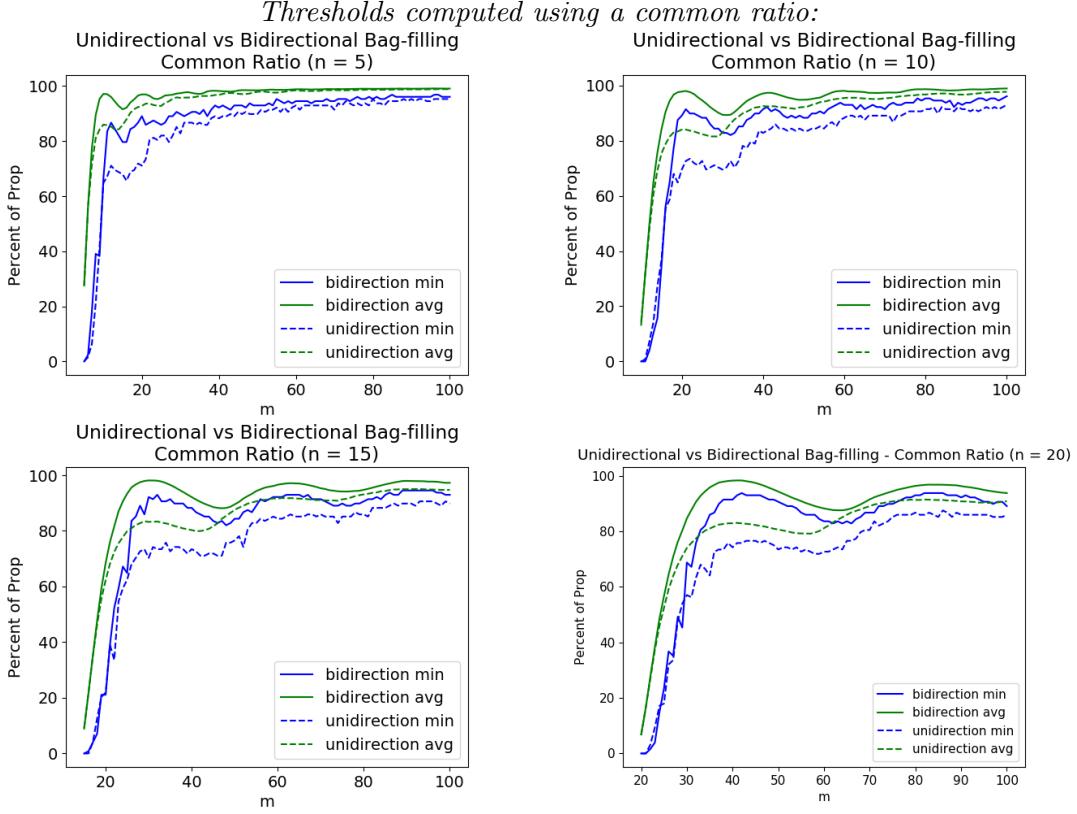 Thresholds computed using a common ratio:
Unidirectional vs Bidirectional Bag-filling
Common Ratio (n = 5)
Percent of Prop
100
80
60
40
20
0
bidirection min
bidirection avg
unidirection min
unidirection avg
20 40 60 80 100
m
Unidirectional vs Bidirectional Bag-filling
Common Ratio (n = 10)
Percent of Prop
100
80
60
40
20
0
bidirection min
bidirection avg
unidirection min
unidirection avg
20 40 60 80 100
m
Unidirectional vs Bidirectional Bag-filling
Common Ratio (n = 15)
Percent of Prop
100
80
60
40
20
0
bidirection min
bidirection avg
unidirection min
unidirection avg
20 40 60 80 100
m
Unidirectional vs Bidirectional Bag-filling - Common Ratio (n = 20)
Percent of Prop
100
80
60
40
20
0
bidirection min
bidirection avg
unidirection min
unidirection avg
20 30 40 50 60 70 80 90 100
m